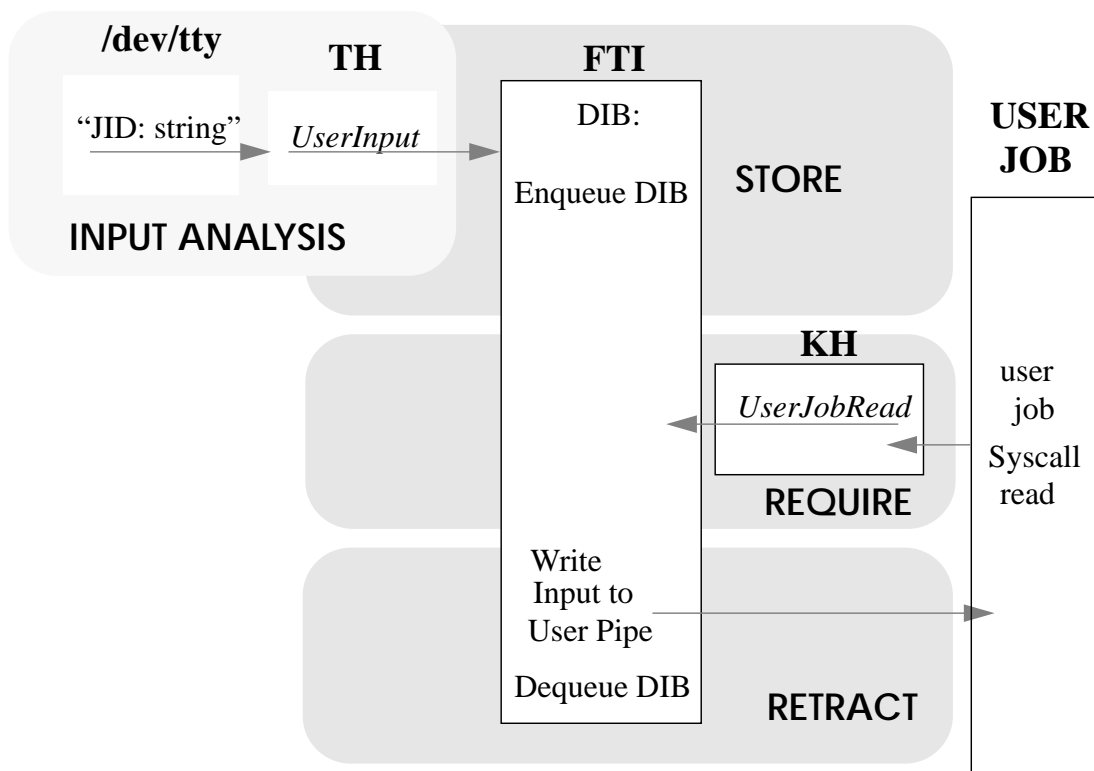 /dev/tty
TH
FTI
“JID: string”
UserInput
DIB:
USER
JOB
Enqueue DIB
STORE
INPUT ANALYSIS
KH
UserJobRead
user
job
Syscall
read
REQUIRE
Write
Input to
User Pipe
Dequeue DIB
RETRACT